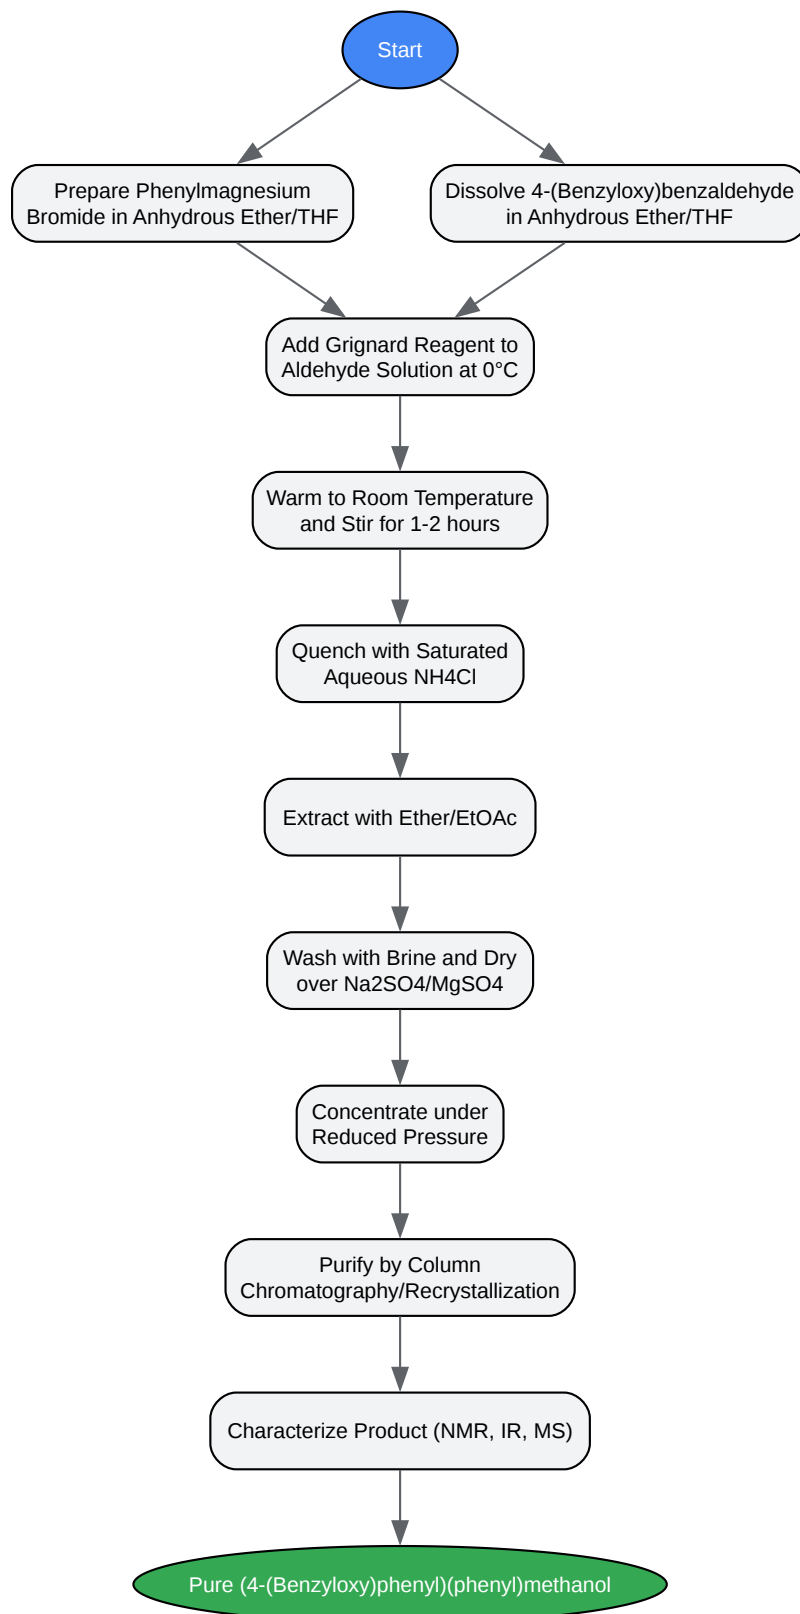 Start
Prepare Phenylmagnesium
Bromide in Anhydrous Ether/THF
Dissolve 4-(Benzyloxy)benzaldehyde
in Anhydrous Ether/THF
Add Grignard Reagent to
Aldehyde Solution at 0°C
Warm to Room Temperature
and Stir for 1-2 hours
Quench with Saturated
Aqueous NH4Cl
Extract with Ether/EtOAc
Wash with Brine and Dry
over Na2SO4/MgSO4
Concentrate under
Reduced Pressure
Purify by Column
Chromatography/Recrystallization
Characterize Product (NMR, IR, MS)
Pure (4-(Benzyloxy)phenyl)(phenyl)methanol